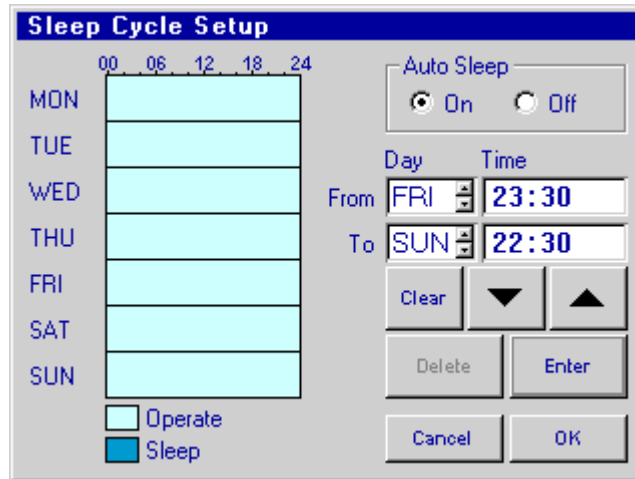 Sleep Cycle Setup
00 06 12 18 24
MON
TUE
WED
THU
FRI
SAT
SUN
Operate
Sleep
Auto Sleep
On Off
Day Time
From FRI 23:30
To SUN 22:30
Clear
Delete Enter
Cancel OK